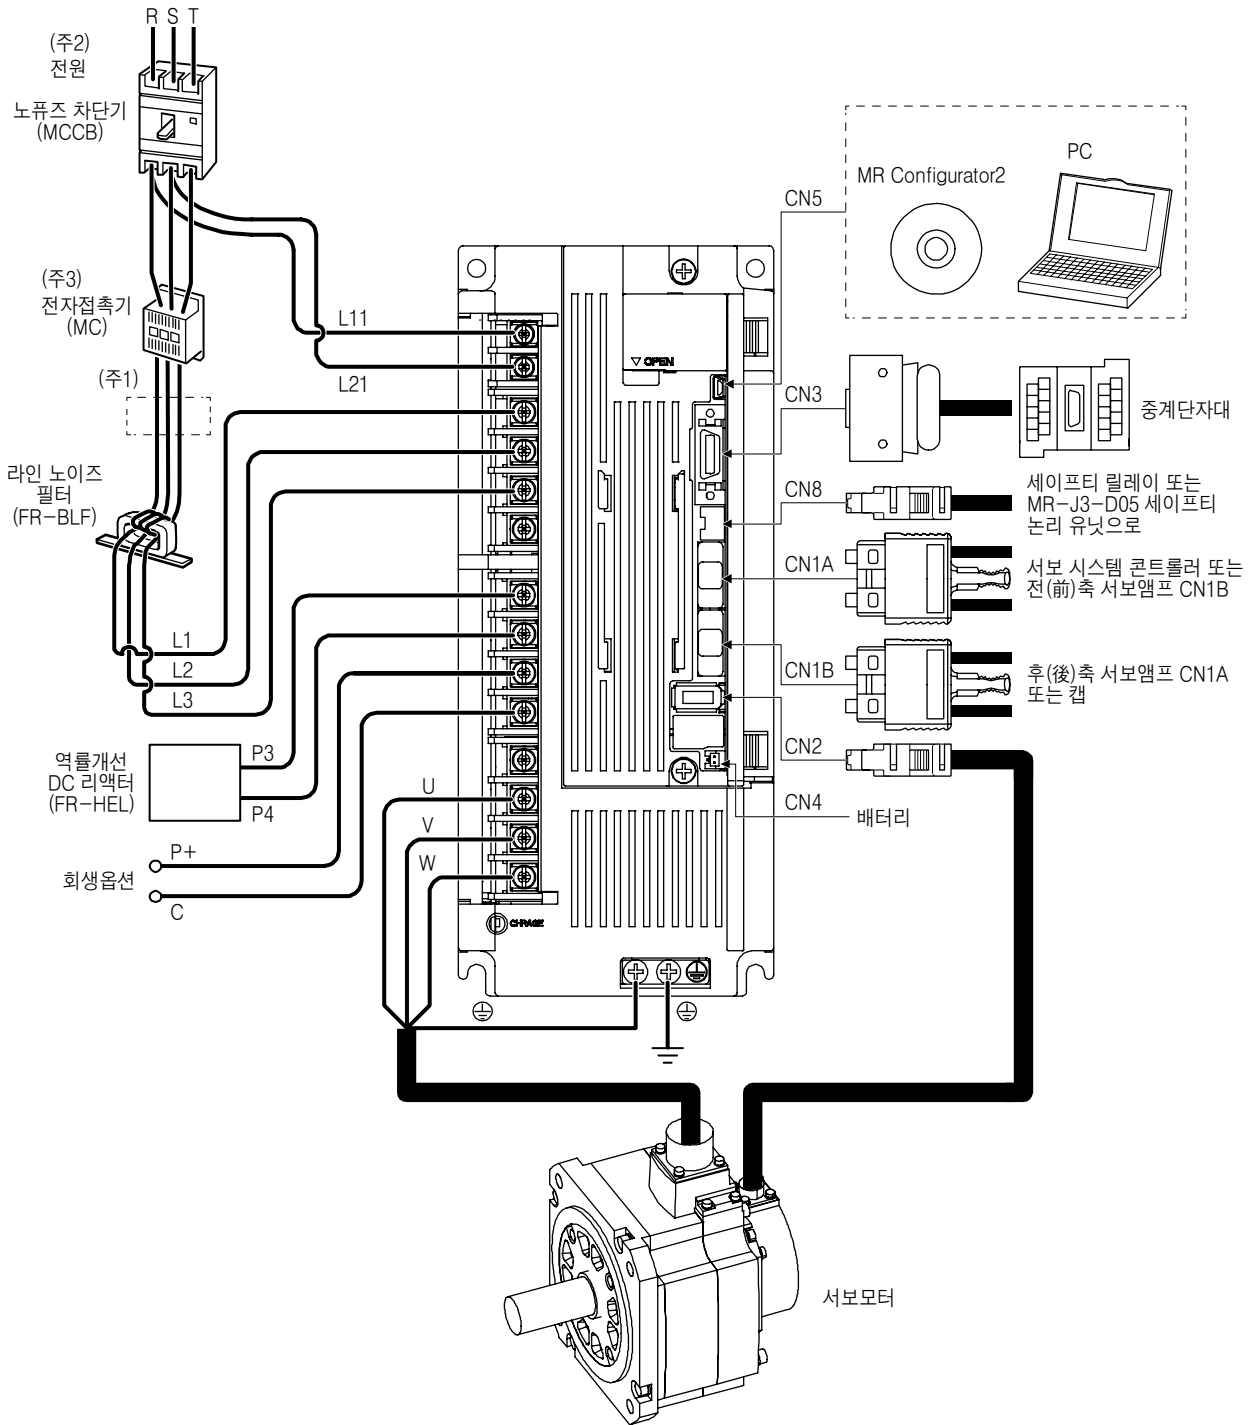 R S T
(주2)
전원
노퓨즈 차단기
(MCCB)
(주3)
전자접촉기
(MC)
(주1)
라인 노이즈
필터
(FR-BLF)
L11
L21
L1
L2
L3
역률개선
DC 리액터
(FR-HEL)
P3
P4
P+
회생옵션
C
U
V
W
▽ OPEN
CHRAGE
CN5
MR Configurator2
PC
CN3
중계단자대
CN8
세이프티 릴레이 또는
MR-J3-D05 세이프티
논리 유닛으로
CN1A
서보 시스템 콘트롤러 또는
전(前)축 서보앰프 CN1B
CN1B
후(後)축 서보앰프 CN1A
또는 캡
CN2
CN4
배터리
서보모터